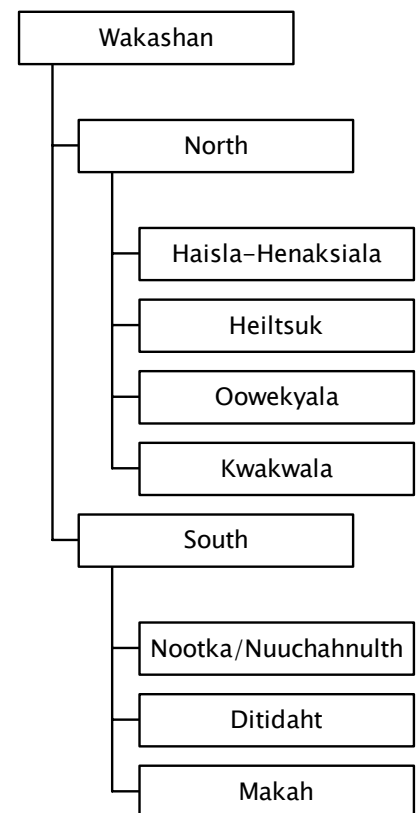 Wakashan
North
Haisla–Henaksiala
Heiltsuk
Oowekyala
Kwakwala
South
Nootka/Nuuchahnulth
Ditidaht
Makah